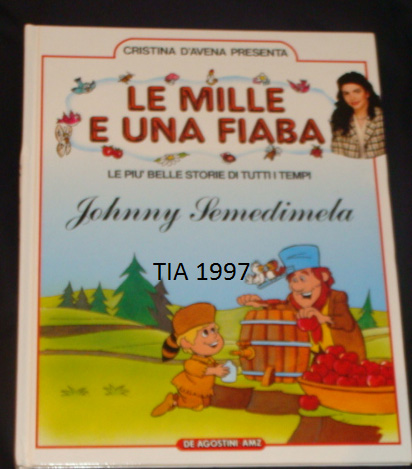 CRISTINA D'AVENA PRESENTA
LE MILLE
E UNA FIABA
LE PIU' BELLE STORIE DI TUTTI I TEMPI
Johnny Semedimela
TIA 1997
DE AGOSTINI AMZ